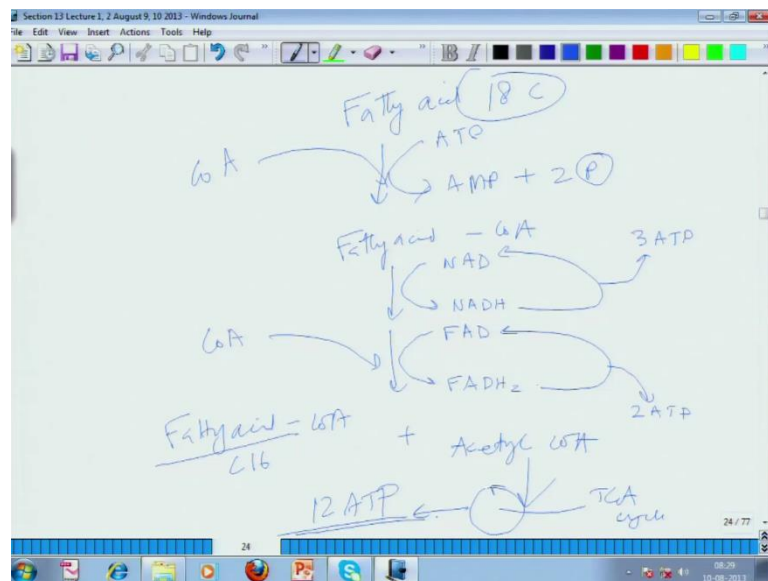 Section 13 Lecture 1, 2 August 9, 10 2013 - Windows Journal
File Edit View Insert Actions Tools Help
Fatty acid 18 C
ATP
CoA
AMP + 2 P
Fatty acid - CoA
3 ATP
NAD
NADH
CoA
FAD
FADH2
2 ATP
Fatty acid - CoA + Acetyl CoA
C16
12 ATP
TCA
cycle
24 / 77
24
08:29
10-08-2013